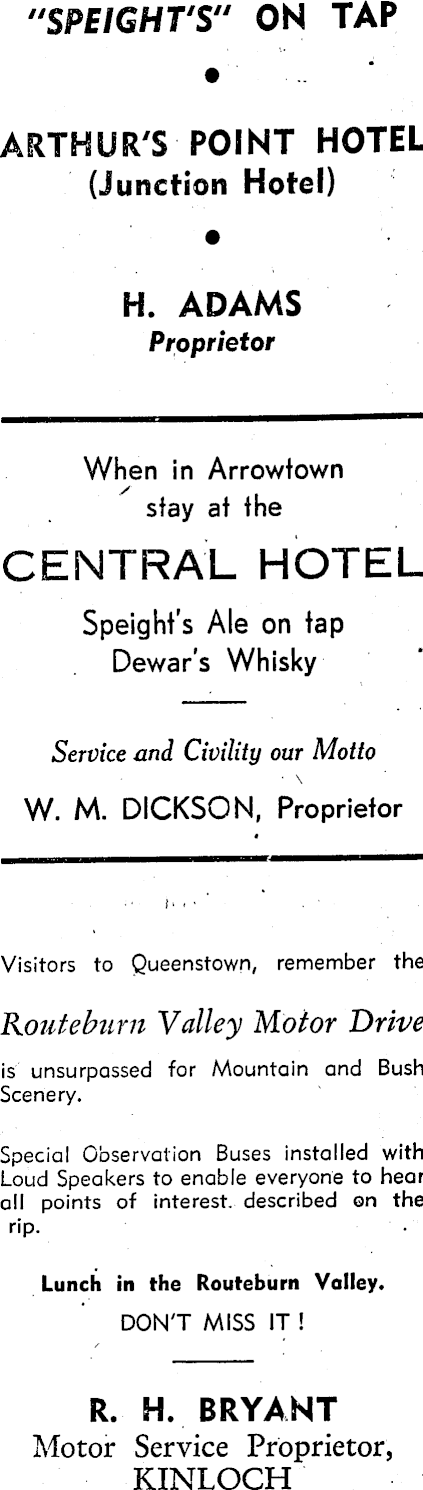 "SPEIGHT'S" ON TAP
•
ARTHUR'S POINT HOTEL
(Junction Hotel)
•
H. ADAMS
Proprietor
When in Arrowtown
stay at the
CENTRAL HOTEL
Speight's Ale on tap
Dewar's Whisky
Service and Civility our Motto
W. M. DICKSON, Proprietor
Visitors to Queenstown, remember the
Routeburn Valley Motor Drive
is unsurpassed for Mountain and Bush
Scenery.
Special Observation Buses installed with
Loud Speakers to enable everyone to hear
all points of interest described on the
rip.
Lunch in the Routeburn Valley.
DON'T MISS IT !
R. H. BRYANT
Motor Service Proprietor,
KINLOCH